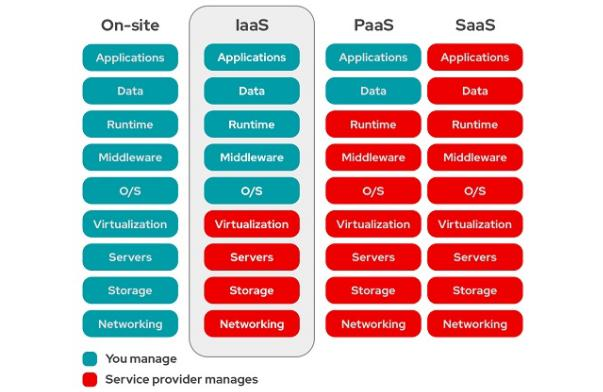 On-site IaaS PaaS SaaS
Applications Applications Applications Applications
Data Data Data Data
Runtime Runtime Runtime Runtime
Middleware Middleware Middleware Middleware
O/S O/S O/S O/S
Virtualization Virtualization Virtualization Virtualization
Servers Servers Servers Servers
Storage Storage Storage Storage
Networking Networking Networking Networking
You manage
Service provider manages